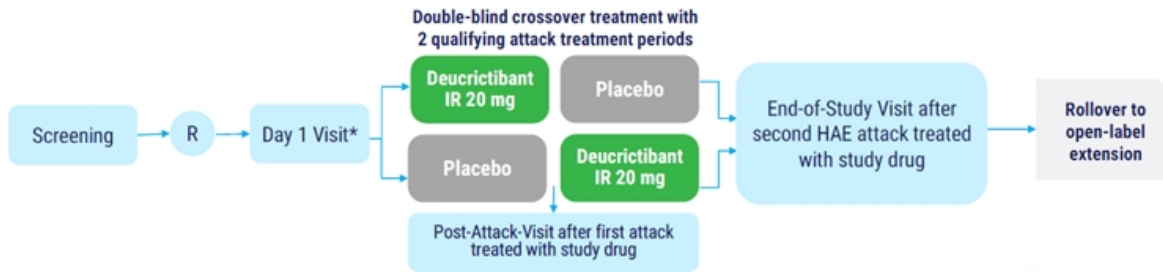 Double-blind crossover treatment with
2 qualifying attack treatment periods
Screening
R
Day 1 Visit*
Deucrictibant
IR 20 mg
Placebo
Placebo
Deucrictibant
IR 20 mg
Post-Attack-Visit after first attack
treated with study drug
End-of-Study Visit after
second HAE attack treated
with study drug
Rollover to
open-label
extension